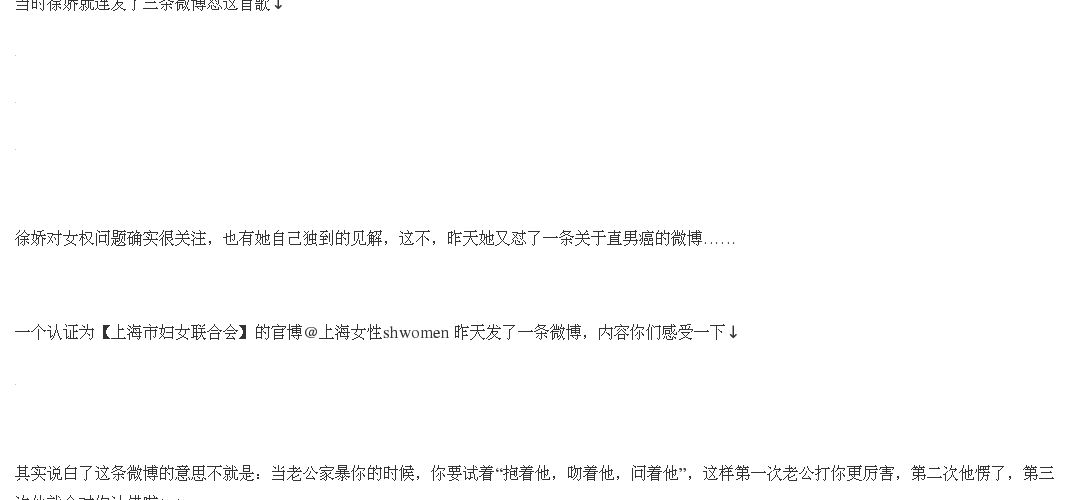 当时徐娇就连发了三条微博怼这首歌↓
徐娇对女权问题确实很关注，也有她自己独到的见解，这不，昨天她又怼了一条关于直男癌的微博……
一个认证为【上海市妇女联合会】的官博@上海女性shwomen 昨天发了一条微博，内容你们感受一下↓
其实说白了这条微博的意思不就是：当老公家暴你的时候，你要试着“抱着他，吻着他，问着他”，这样第一次老公打你更厉害，第二次他愣了，第三